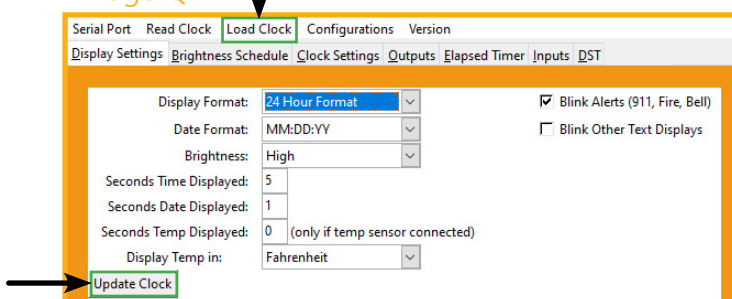 Serial Port Read Clock Load Clock Configurations Version
Display Settings Brightness Schedule Clock Settings Outputs Elapsed Timer Inputs DST
Display Format: 24 Hour Format Blink Alerts (911, Fire, Bell)
Date Format: MM:DD:YY Blink Other Text Displays
Brightness: High
Seconds Time Displayed: 5
Seconds Date Displayed: 1
Seconds Temp Displayed: 0 (only if temp sensor connected)
Display Temp in: Fahrenheit
Update Clock